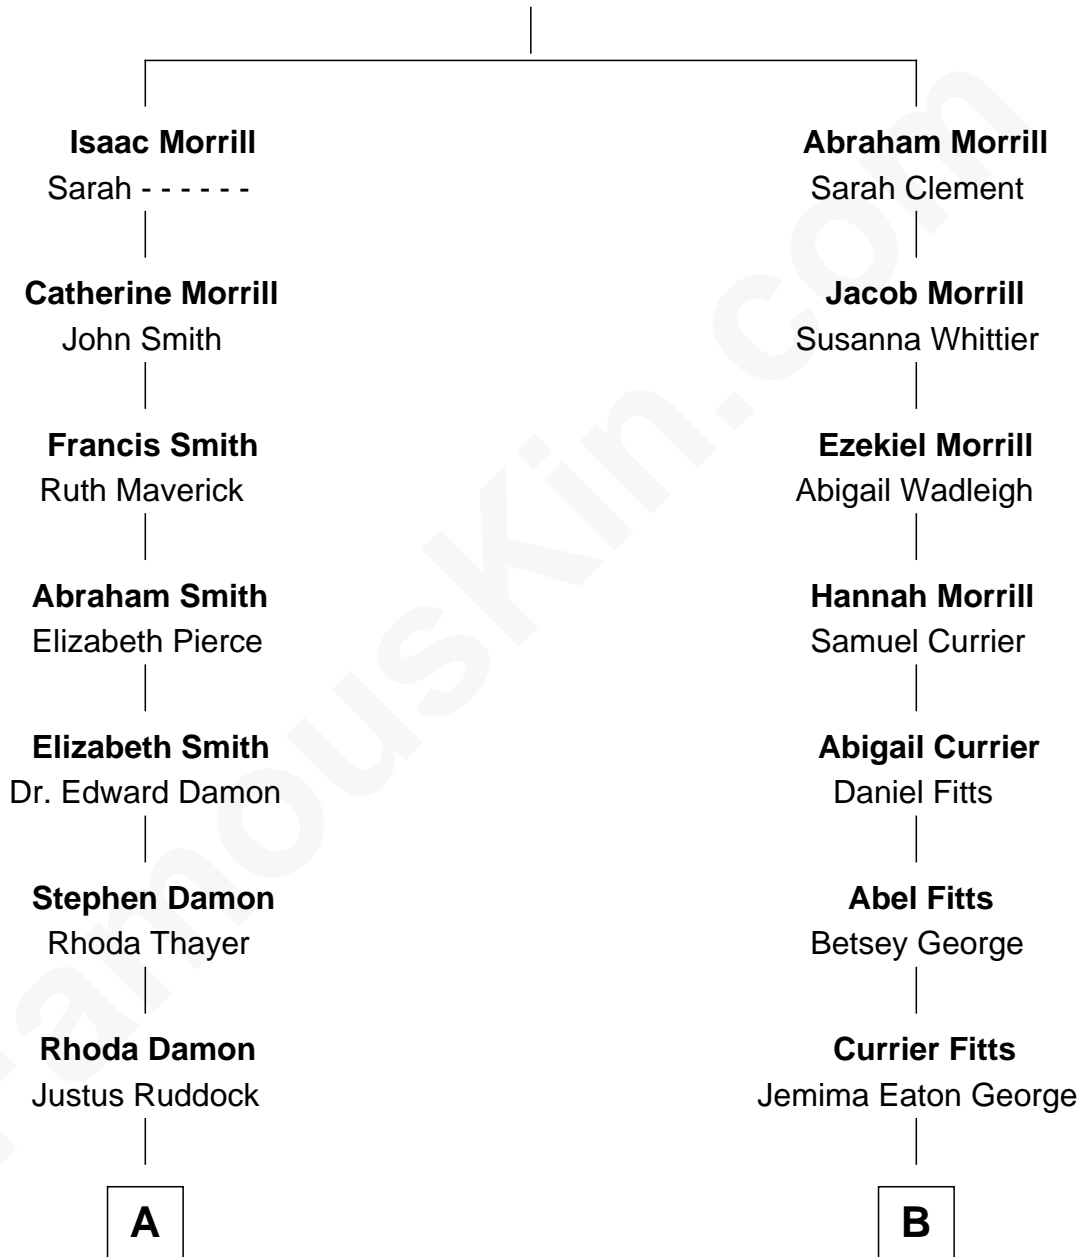 Isaac Morrill
Sarah - - - - - -
Catherine Morrill
John Smith
Francis Smith
Ruth Maverick
Abraham Smith
Elizabeth Pierce
Elizabeth Smith
Dr. Edward Damon
Stephen Damon
Rhoda Thayer
Rhoda Damon
Justus Ruddock
A
Abraham Morrill
Sarah Clement
Jacob Morrill
Susanna Whittier
Ezekiel Morrill
Abigail Wadleigh
Hannah Morrill
Samuel Currier
Abigail Currier
Daniel Fitts
Abel Fitts
Betsey George
Currier Fitts
Jemima Eaton George
B
FamousKin.com